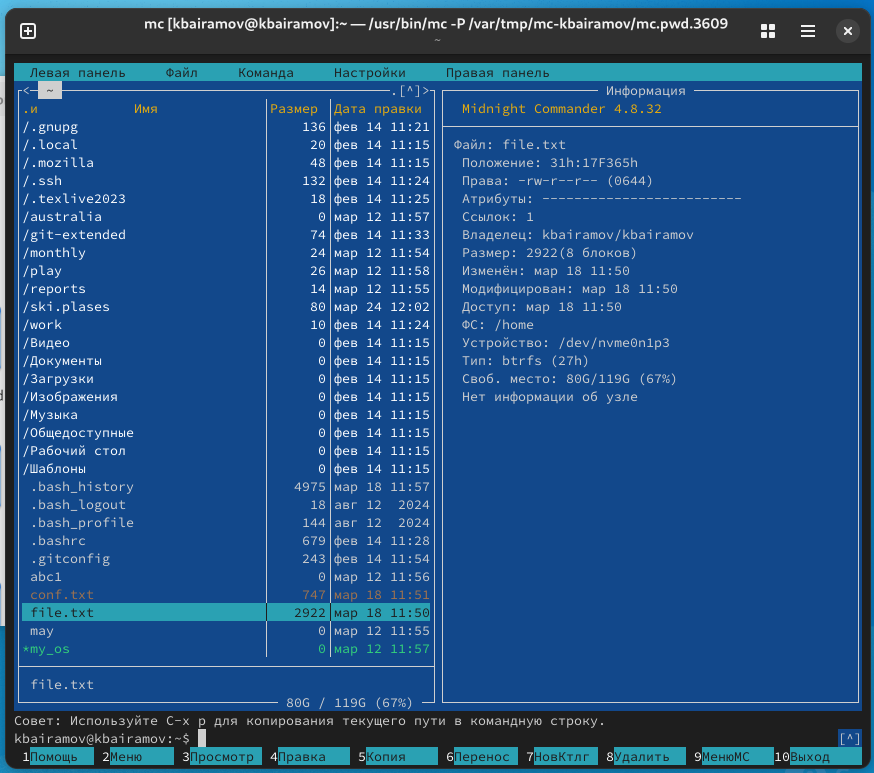 mc [kbairamov@kbairamov]:~ — /usr/bin/mc -P /var/tmp/mc-kbairamov/mc.pwd.3609
~
Левая панель Файл Команда Настройки Правая панель
<─ ~ .[^]>
.и Имя Размер Дата правки
/.gnupg 136 фев 14 11:21
/.local 20 фев 14 11:15
/.mozilla 48 фев 14 11:15
/.ssh 132 фев 14 11:24
/.texlive2023 18 фев 14 11:25
/australia 0 мар 12 11:57
/git-extended 74 фев 14 11:33
/monthly 24 мар 12 11:54
/play 26 мар 12 11:58
/reports 14 мар 12 11:55
/ski.plases 80 мар 24 12:02
/work 10 фев 14 11:24
/Видео 0 фев 14 11:15
/Документы 0 фев 14 11:15
/Загрузки 0 фев 14 11:15
/Изображения 0 фев 14 11:15
/Музыка 0 фев 14 11:15
/Общедоступные 0 фев 14 11:15
/Рабочий стол 0 фев 14 11:15
/Шаблоны 0 фев 14 11:15
.bash_history 4975 мар 18 11:57
.bash_logout 18 авг 12 2024
.bash_profile 144 авг 12 2024
.bashrc 679 фев 14 11:28
.gitconfig 243 фев 14 11:54
abc1 0 мар 12 11:56
conf.txt 747 мар 18 11:51
file.txt 2922 мар 18 11:50
may 0 мар 12 11:55
*my_os 0 мар 12 11:57
file.txt
80G / 119G (67%)
Информация
Midnight Commander 4.8.32
Файл: file.txt
Положение: 31h:17F365h
Права: -rw-r--r-- (0644)
Атрибуты: -------------------------
Ссылок: 1
Владелец: kbairamov/kbairamov
Размер: 2922(8 блоков)
Изменён: мар 18 11:50
Модифицирован: мар 18 11:50
Доступ: мар 18 11:50
ФС: /home
Устройство: /dev/nvme0n1p3
Тип: btrfs (27h)
Своб. место: 80G/119G (67%)
Нет информации об узле
Совет: Используйте C-x p для копирования текущего пути в командную строку.
kbairamov@kbairamov:~$ [^]
1Помощь 2Меню 3Просмотр 4Правка 5Копия 6Перенос 7НовКтлг 8Удалить 9МенюМС 10Выход